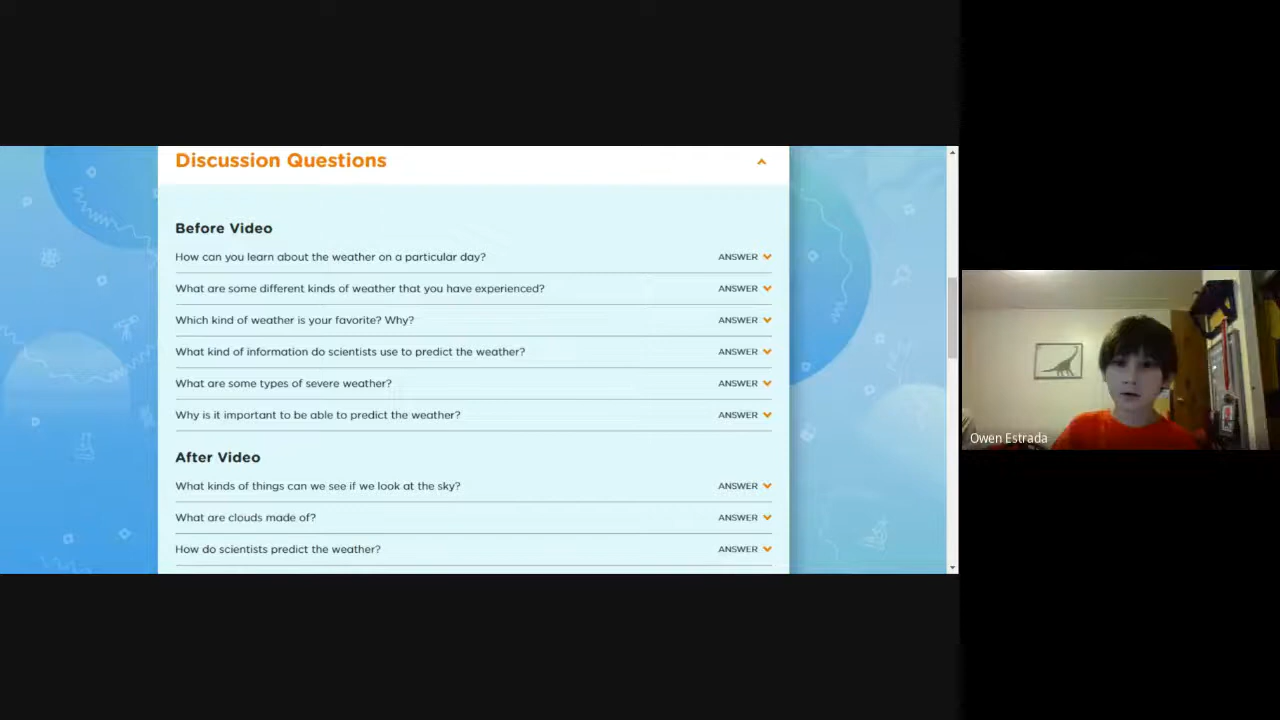 Discussion Questions
Before Video
How can you learn about the weather on a particular day? ANSWER
What are some different kinds of weather that you have experienced? ANSWER
Which kind of weather is your favorite? Why? ANSWER
What kind of information do scientists use to predict the weather? ANSWER
What are some types of severe weather? ANSWER
Why is it important to be able to predict the weather? ANSWER
After Video
What kinds of things can we see if we look at the sky? ANSWER
What are clouds made of? ANSWER
How do scientists predict the weather? ANSWER
Owen Estrada